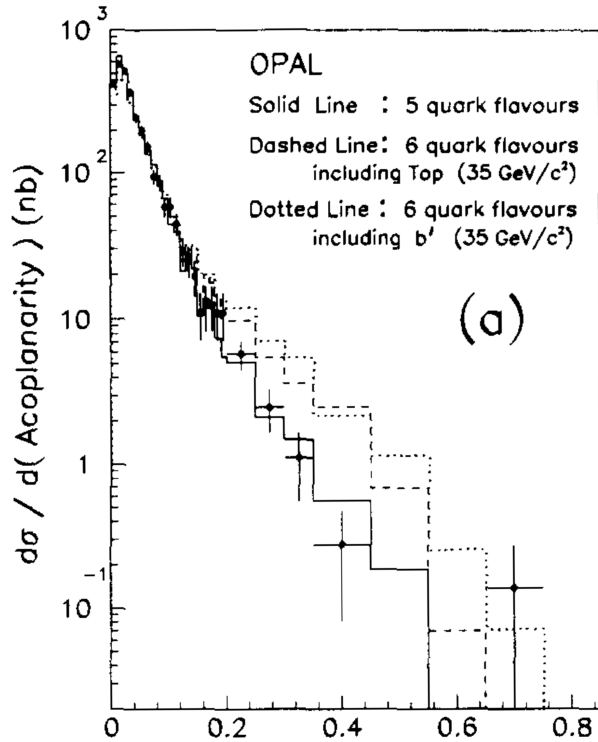 10³
10²
10
1
10⁻¹
dσ / d( Acoplanarity ) (nb)
OPAL
Solid Line : 5 quark flavours
Dashed Line: 6 quark flavours
including Top (35 GeV/c²)
Dotted Line : 6 quark flavours
including b' (35 GeV/c²)
(a)
0 0.2 0.4 0.6 0.8